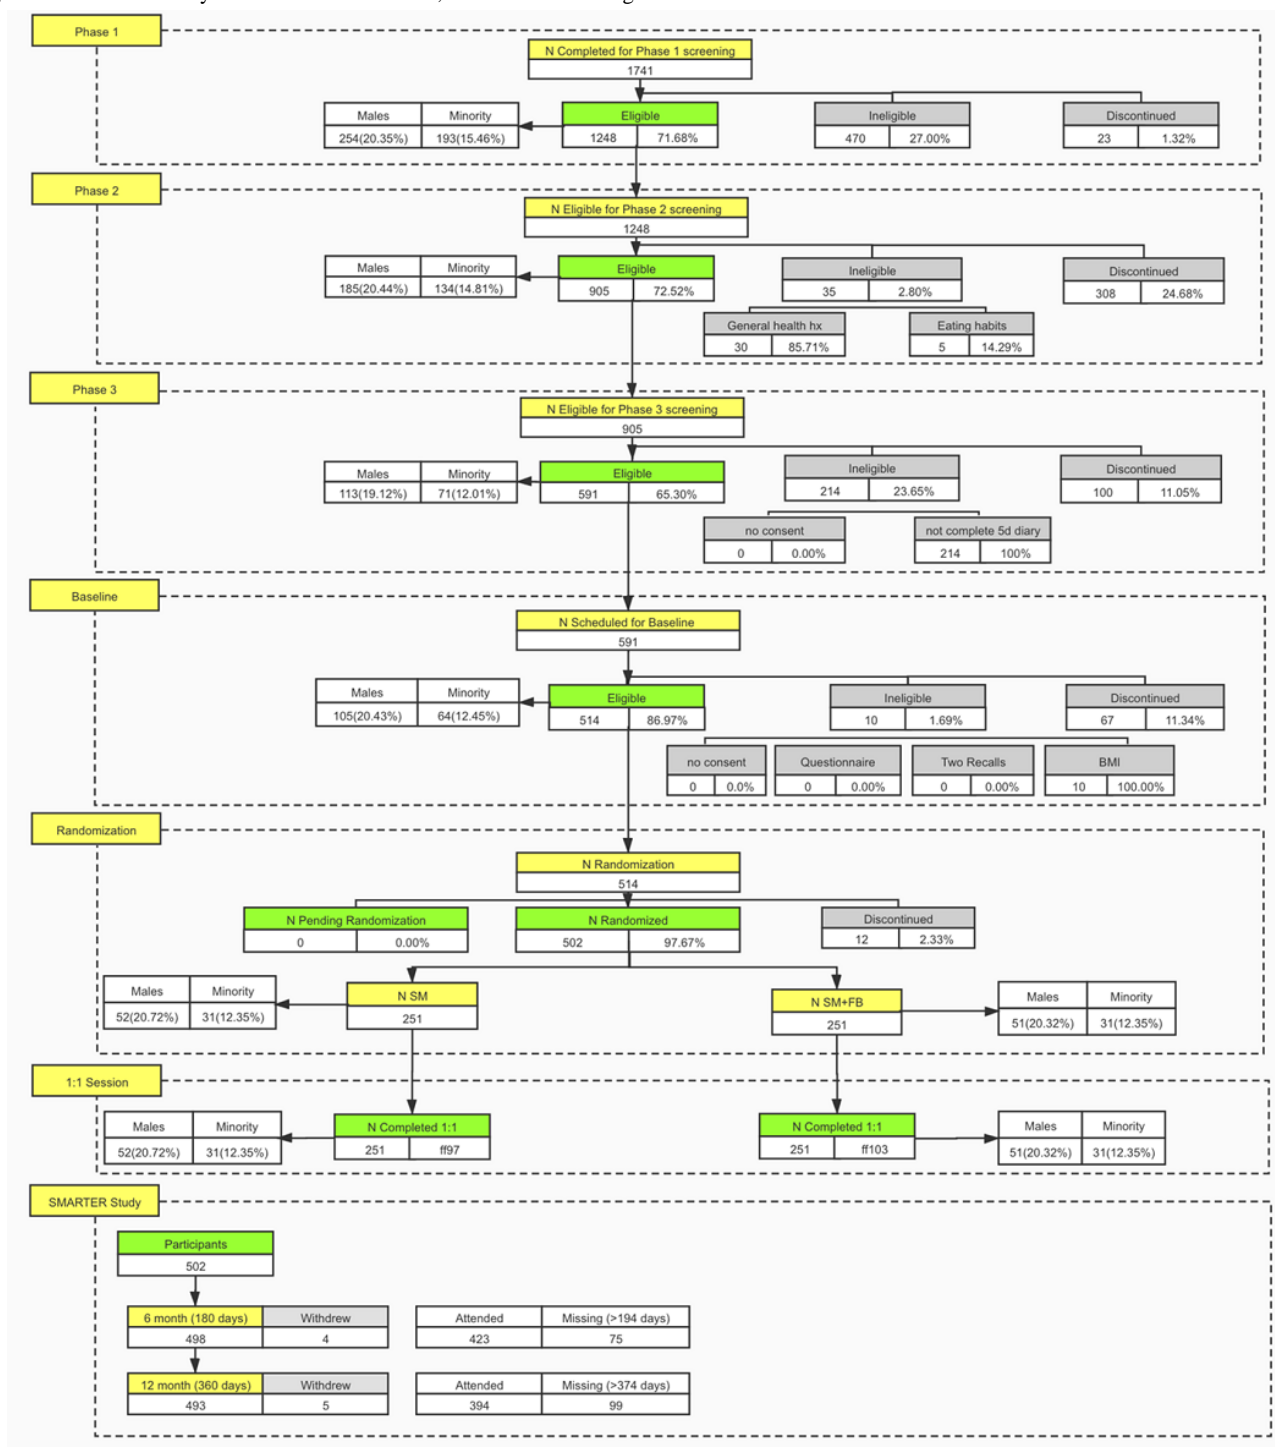 Phase 1
N Completed for Phase 1 screening
1741
Males Minority Eligible Ineligible Discontinued
254(20.35%) 193(15.46%) 1248 71.68% 470 27.00% 23 1.32%
Phase 2
N Eligible for Phase 2 screening
1248
Males Minority Eligible Ineligible Discontinued
185(20.44%) 134(14.81%) 905 72.52% 35 2.80% 308 24.68%
General health hx Eating habits
30 85.71% 5 14.29%
Phase 3
N Eligible for Phase 3 screening
905
Males Minority Eligible Ineligible Discontinued
113(19.12%) 71(12.01%) 591 65.30% 214 23.65% 100 11.05%
no consent not complete 5d diary
0 0.00% 214 100%
Baseline
N Scheduled for Baseline
591
Males Minority Eligible Ineligible Discontinued
105(20.43%) 64(12.45%) 514 86.97% 10 1.69% 67 11.34%
no consent Questionnaire Two Recalls BMI
0 0.0% 0 0.00% 0 0.00% 10 100.00%
Randomization
N Randomization
514
N Pending Randomization N Randomized Discontinued
0 0.00% 502 97.67% 12 2.33%
Males Minority N SM N SM+FB Males Minority
52(20.72%) 31(12.35%) 251 251 51(20.32%) 31(12.35%)
1:1 Session
Males Minority N Completed 1:1 N Completed 1:1 Males Minority
52(20.72%) 31(12.35%) 251 ff97 251 ff103 51(20.32%) 31(12.35%)
SMARTER Study
Participants
502
6 month (180 days) Withdrew Attended Missing (>194 days)
498 4 423 75
12 month (360 days) Withdrew Attended Missing (>374 days)
493 5 394 99